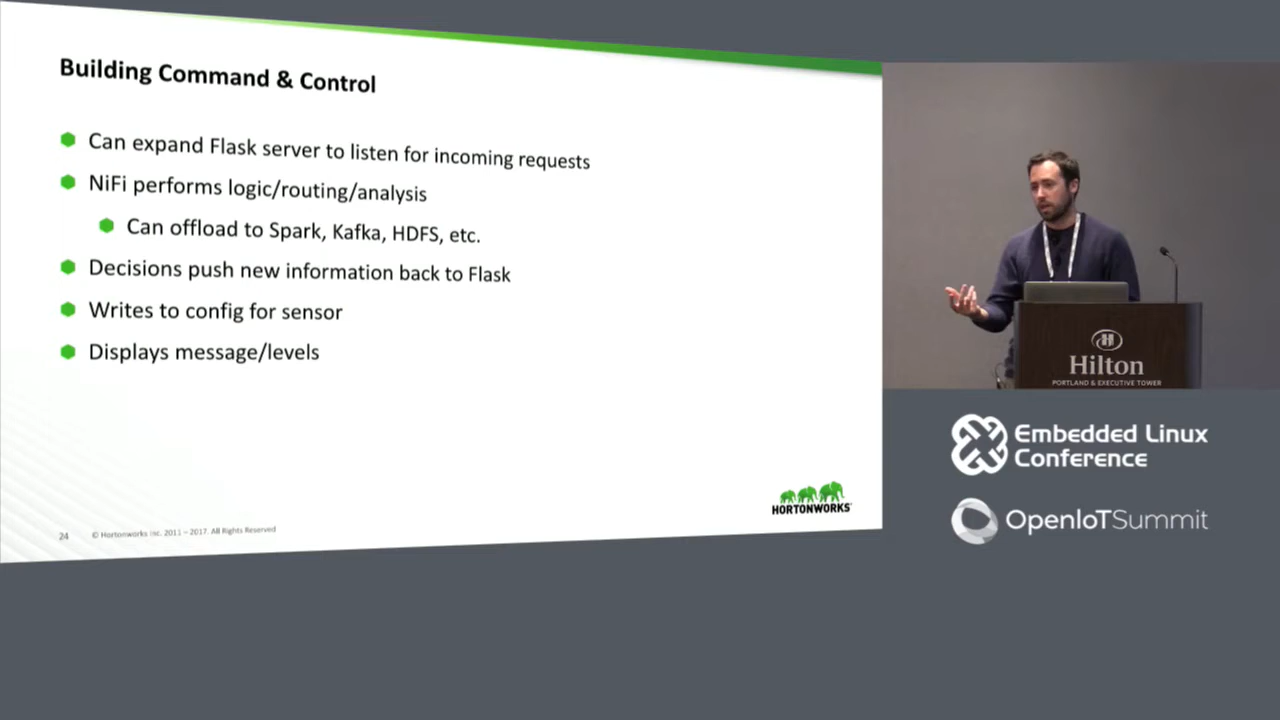 Building Command & Control
Can expand Flask server to listen for incoming requests
NiFi performs logic/routing/analysis
Can offload to Spark, Kafka, HDFS, etc.
Decisions push new information back to Flask
Writes to config for sensor
Displays message/levels
HORTONWORKS
24 © Hortonworks Inc. 2011 – 2017. All Rights Reserved
Hilton
PORTLAND & EXECUTIVE TOWER
Embedded Linux
Conference
OpenIoTSummit